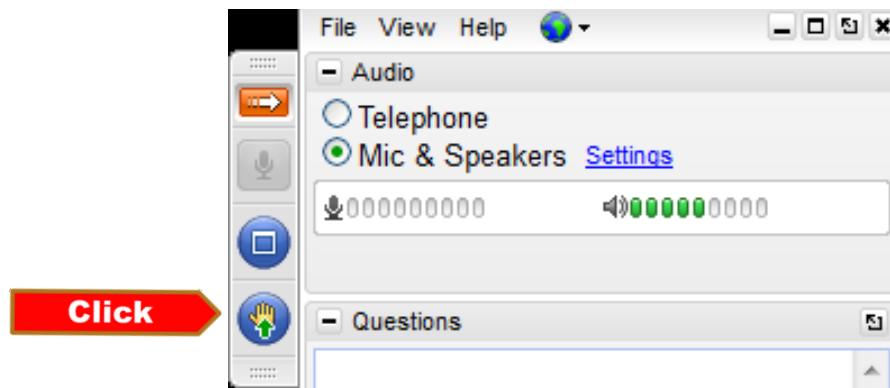 File View Help
Audio
Telephone
Mic & Speakers Settings
Click
Questions